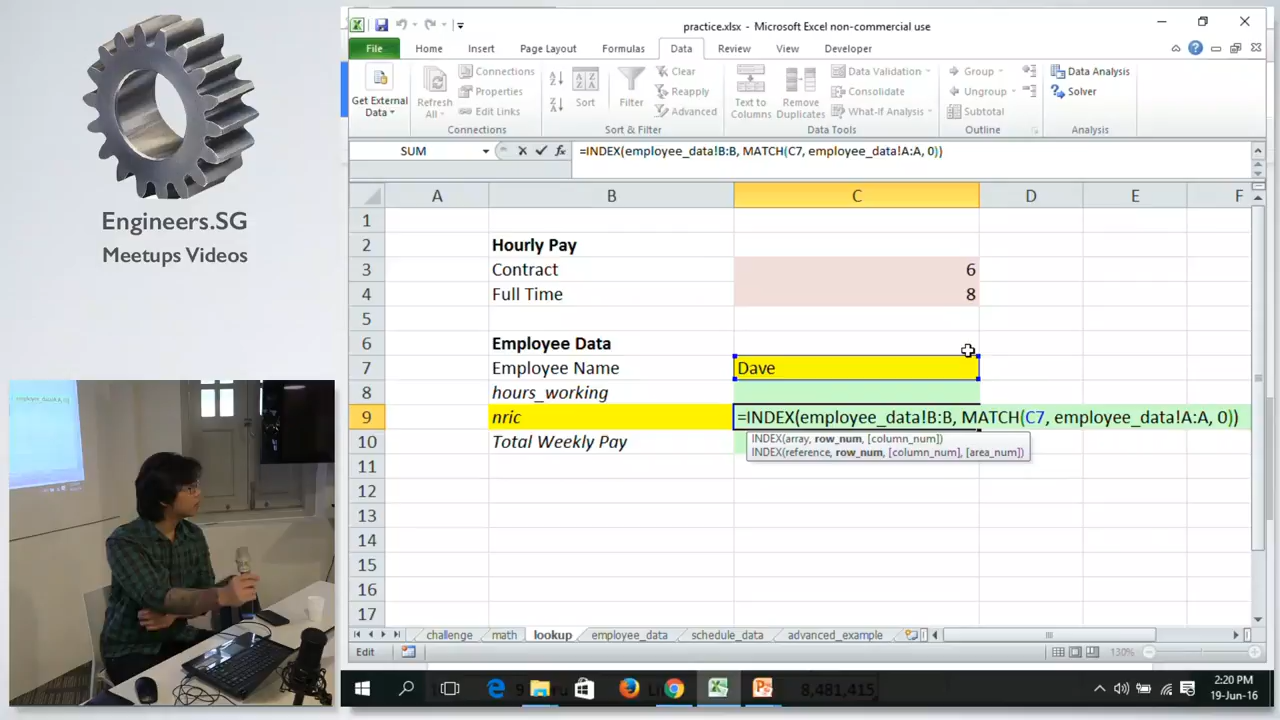 practice.xlsx - Microsoft Excel non-commercial use
File Home Insert Page Layout Formulas Data Review View Developer
Get External Data
Refresh All
Connections
Properties
Edit Links
Connections
Sort
Filter
Clear
Reapply
Advanced
Sort & Filter
Text to Columns
Remove Duplicates
Data Validation
Consolidate
What-If Analysis
Data Tools
Group
Ungroup
Subtotal
Outline
Data Analysis
Solver
Analysis
SUM fx =INDEX(employee_data!B:B, MATCH(C7, employee_data!A:A, 0))
A B C D E F
1
2 Hourly Pay
3 Contract 6
4 Full Time 8
5
6 Employee Data
7 Employee Name Dave
8 hours_working
9 nric =INDEX(employee_data!B:B, MATCH(C7, employee_data!A:A, 0))
10 Total Weekly Pay
INDEX(array, row_num, [column_num])
INDEX(reference, row_num, [column_num], [area_num])
11
12
13
14
15
16
17
challenge math lookup employee_data schedule_data advanced_example
Edit 130%
8,481,415
2:20 PM
19-Jun-16
Engineers.SG
Meetups Videos